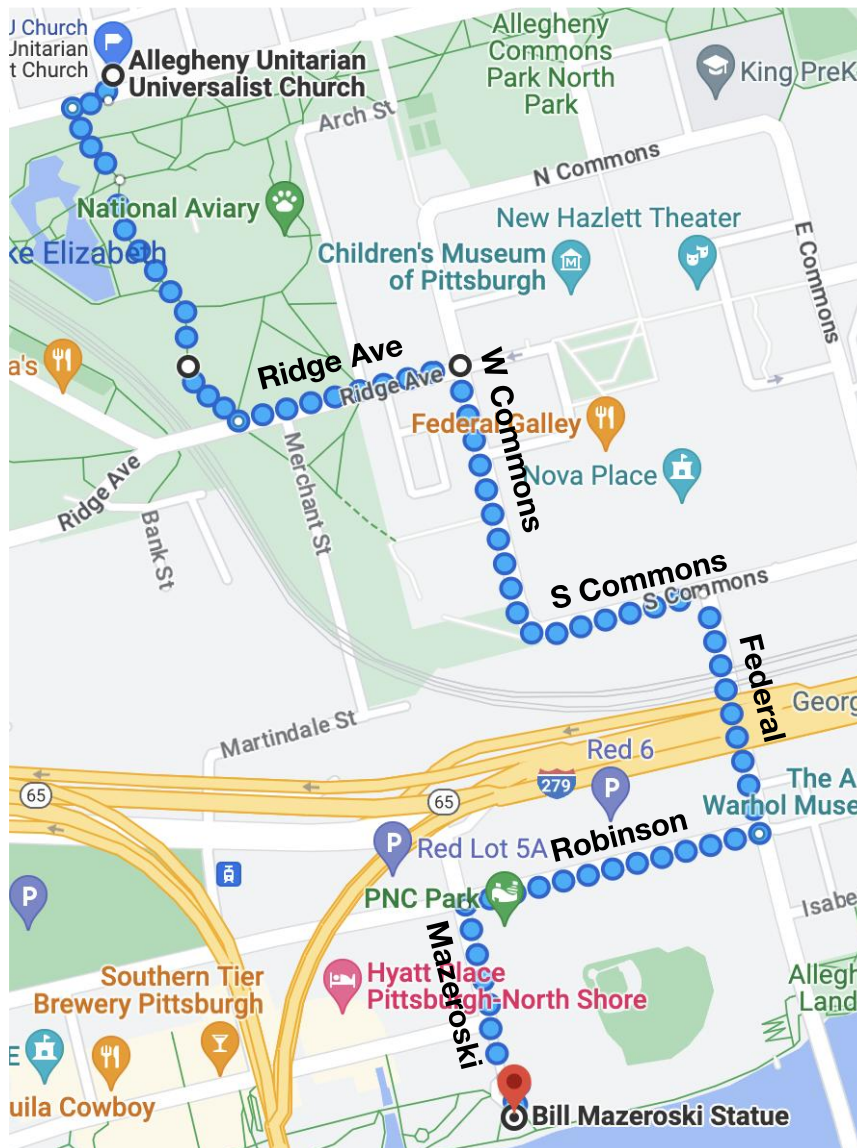 J Church
Jnitarian
t Church
Allegheny Unitarian
Universalist Church
Allegheny
Commons
Park North
Park
King PreK
Arch St
N Commons
National Aviary
New Hazlett Theater
ke Elizabeth
Children's Museum
of Pittsburgh
E Commons
a's
Ridge Ave
Ridge Ave
W Commons
Federal Galley
Merchant St
Nova Place
Ridge Ave
Bank St
S Commons
S Commons
Federal
Georg
Martindale St
Red 6
65
65
279
P
The A
Warhol Muse
P
Red Lot 5A
Robinson
P
PNC Park
Isabe
Mazeroski
Southern Tier
Brewery Pittsburgh
Hyatt Place
Pittsburgh-North Shore
Allegh
Land
E
uila Cowboy
Bill Mazeroski Statue